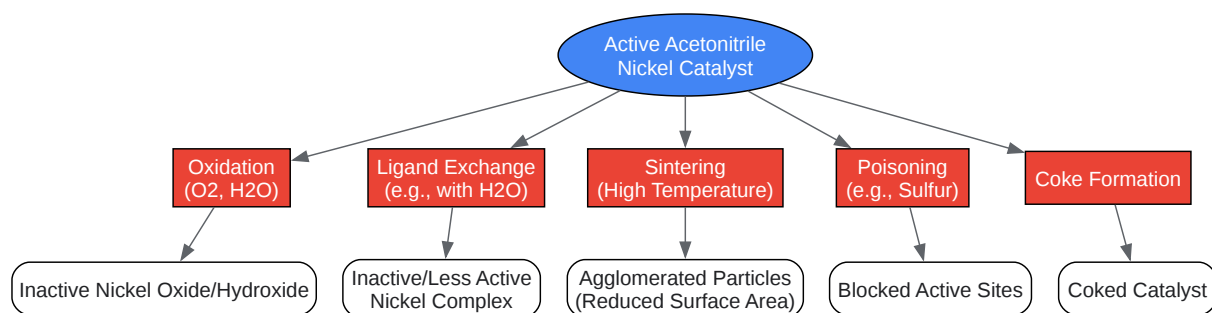 Active Acetonitrile
Nickel Catalyst
Oxidation
(O2, H2O)
Ligand Exchange
(e.g., with H2O)
Sintering
(High Temperature)
Poisoning
(e.g., Sulfur)
Coke Formation
Inactive Nickel Oxide/Hydroxide
Inactive/Less Active
Nickel Complex
Agglomerated Particles
(Reduced Surface Area)
Blocked Active Sites
Coked Catalyst